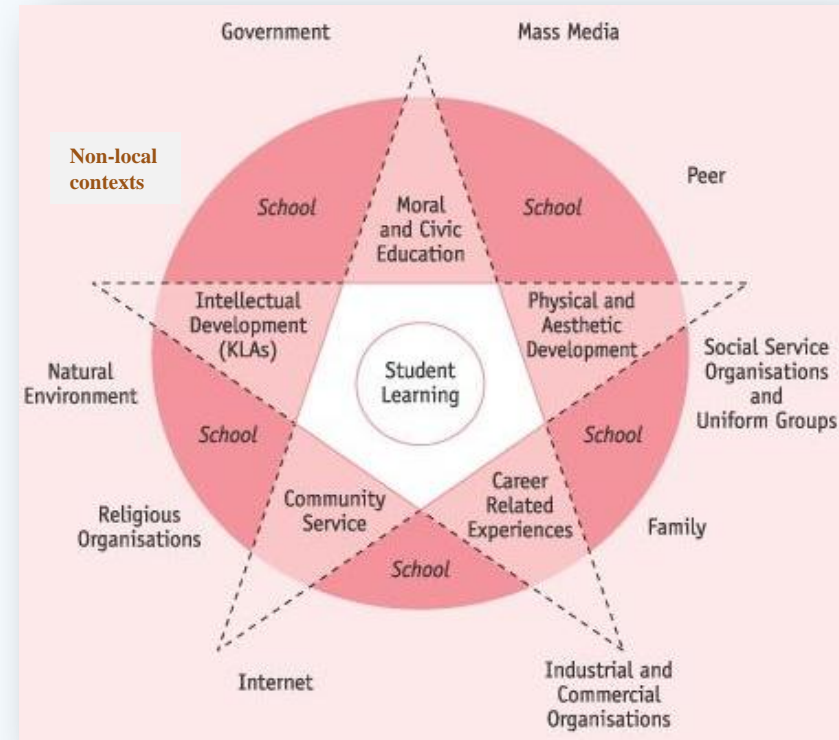 Government
Mass Media
Non-local
contexts
Peer
School
Moral
and Civic
Education
School
Intellectual
Development
(KLAs)
Physical and
Aesthetic
Development
Student
Learning
Natural
Environment
Social Service
Organisations
and
Uniform Groups
School
School
Community
Service
Career
Related
Experiences
Religious
Organisations
Family
School
Internet
Industrial and
Commercial
Organisations